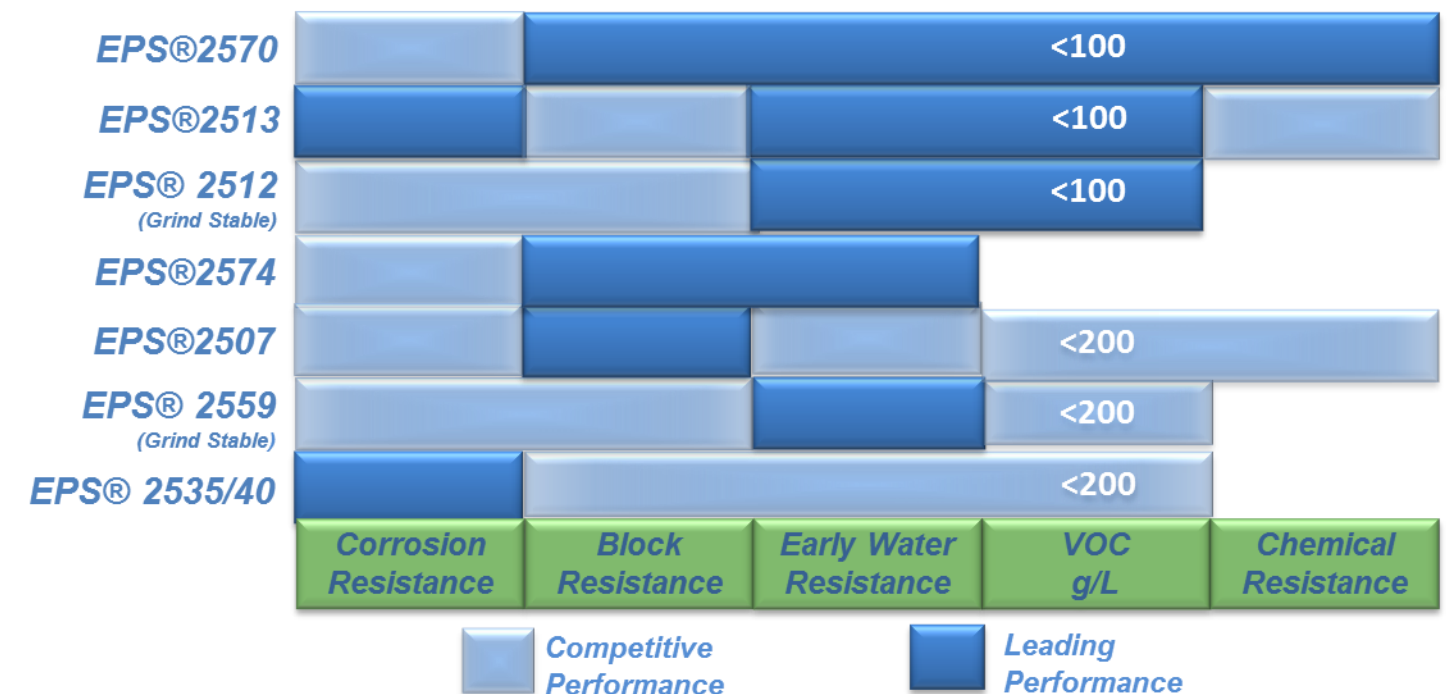 EPS®2570
<100
EPS®2513
<100
EPS® 2512
(Grind Stable)
<100
EPS®2574
EPS®2507
<200
EPS® 2559
(Grind Stable)
<200
EPS® 2535/40
<200
Corrosion
Resistance
Block
Resistance
Early Water
Resistance
VOC
g/L
Chemical
Resistance
Competitive
Performance
Leading
Performance